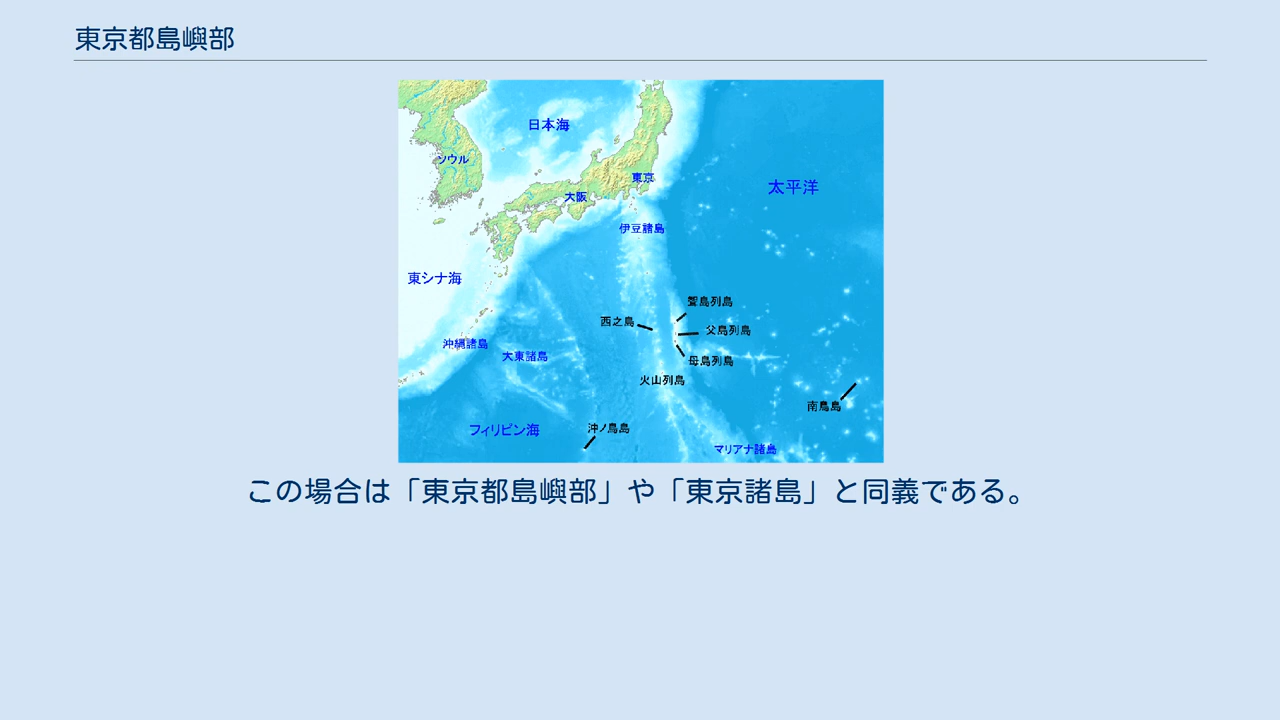 東京都島嶼部
日本海
ソウル
東京
太平洋
大阪
伊豆諸島
東シナ海
聟島列島
西之島
父島列島
沖縄諸島
大東諸島
母島列島
火山列島
南鳥島
フィリピン海
沖ノ鳥島
マリアナ諸島
この場合は「東京都島嶼部」や「東京諸島」と同義である。